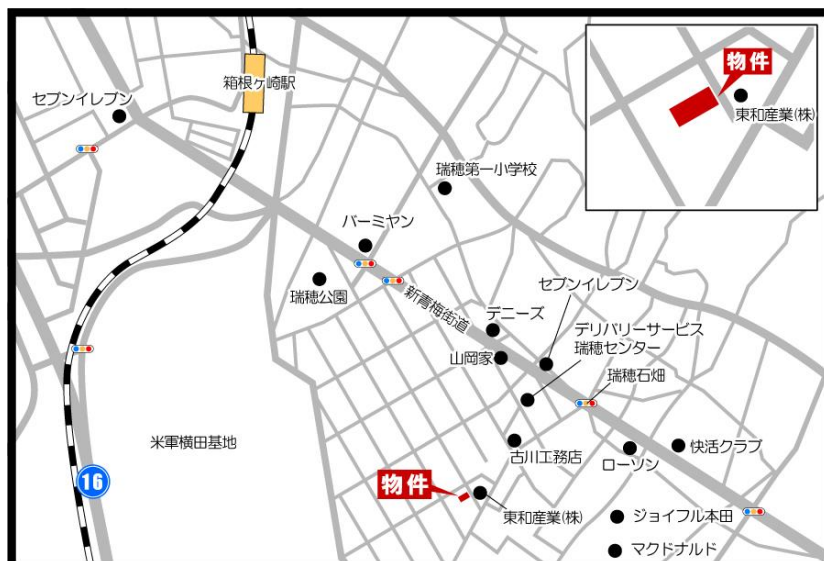 箱根ヶ崎駅
セブンイレブン
物件
東和産業(株)
瑞穂第一小学校
バーミヤン
瑞穂公園
新青梅街道
セブンイレブン
デニーズ
デリバリーサービス
瑞穂センター
山岡家
瑞穂石畑
米軍横田基地
古川工務店
ローソン
快活クラブ
16
物件
東和産業(株)
ジョイフル本田
マクドナルド